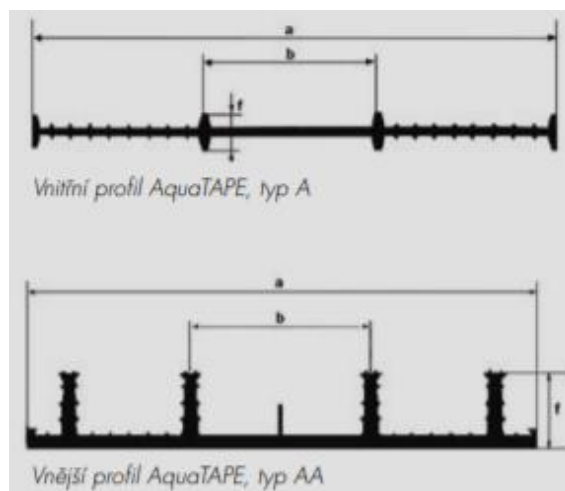 a
b
f
Vnitřní profil AquaTAPE, typ A
a
b
f
Vnější profil AquaTAPE, typ AA